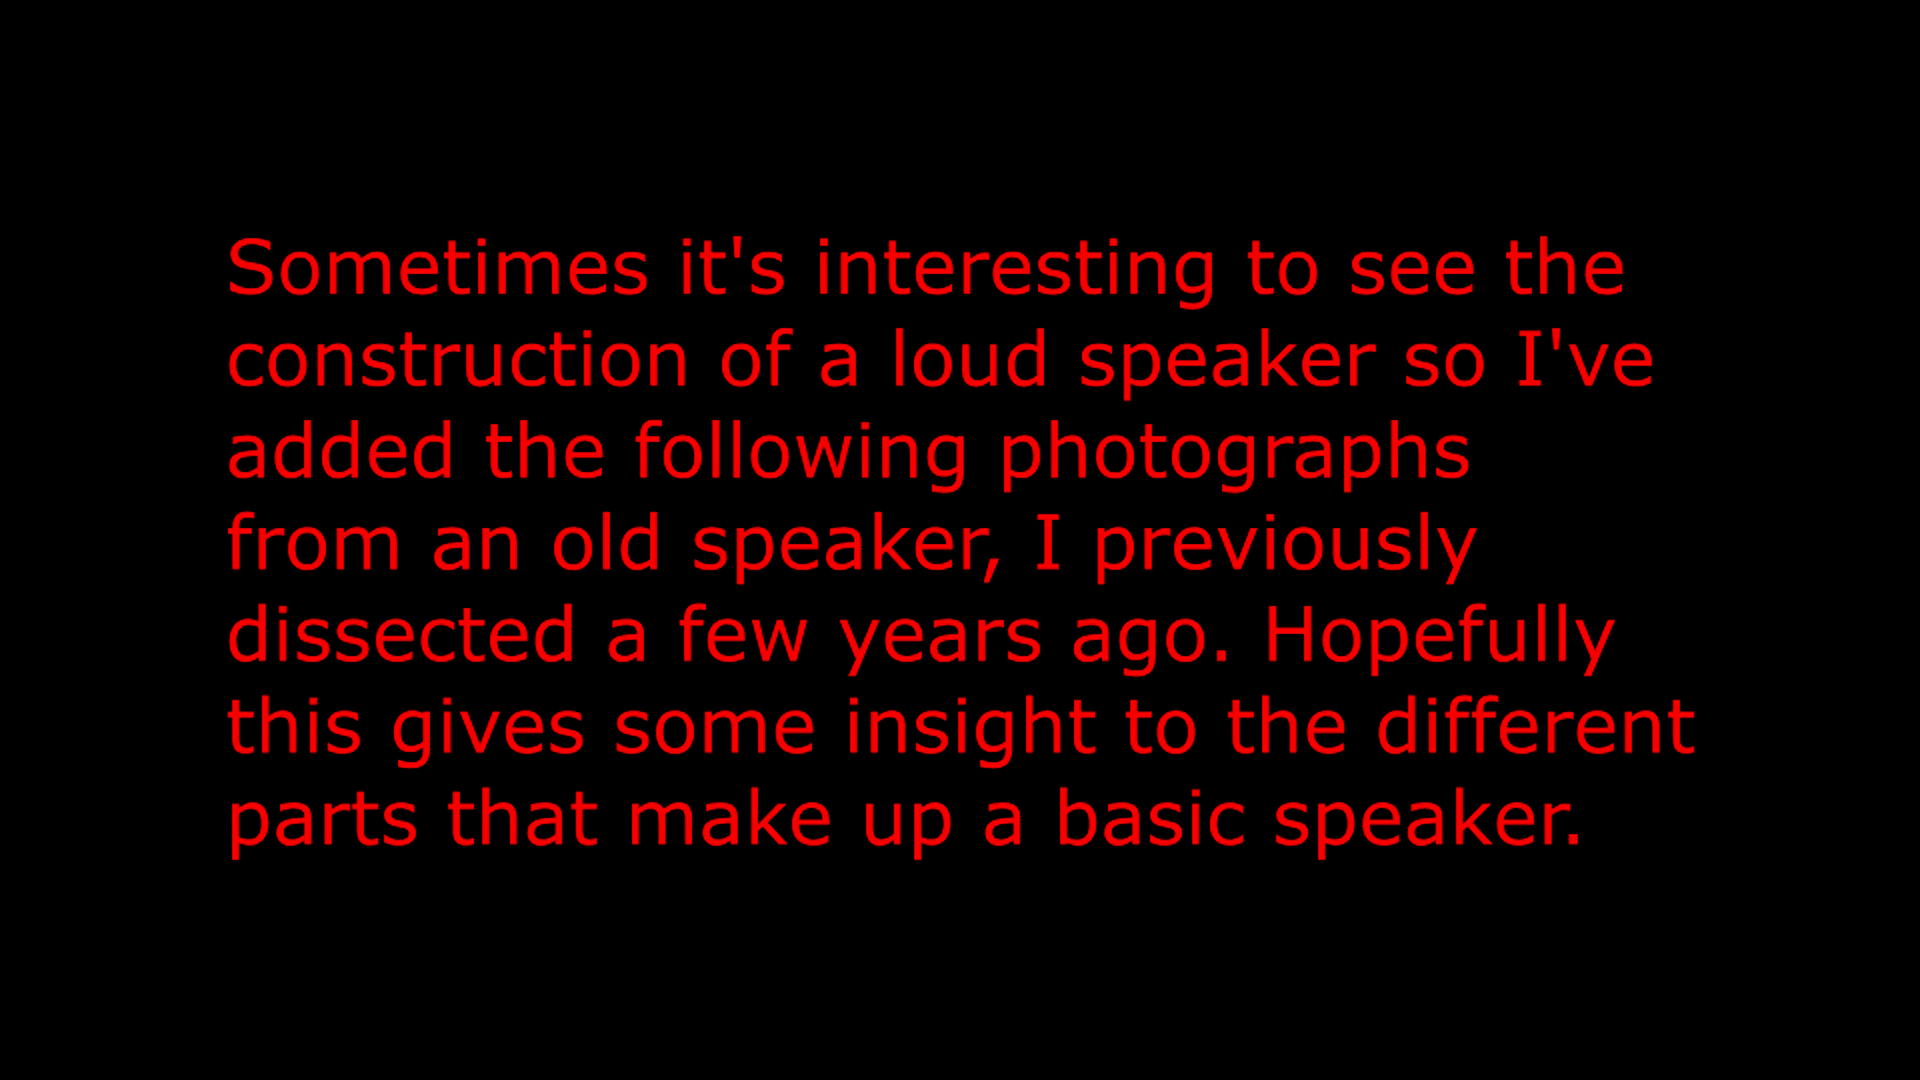 Sometimes it's interesting to see the
construction of a loud speaker so I've
added the following photographs
from an old speaker, I previously
dissected a few years ago. Hopefully
this gives some insight to the different
parts that make up a basic speaker.